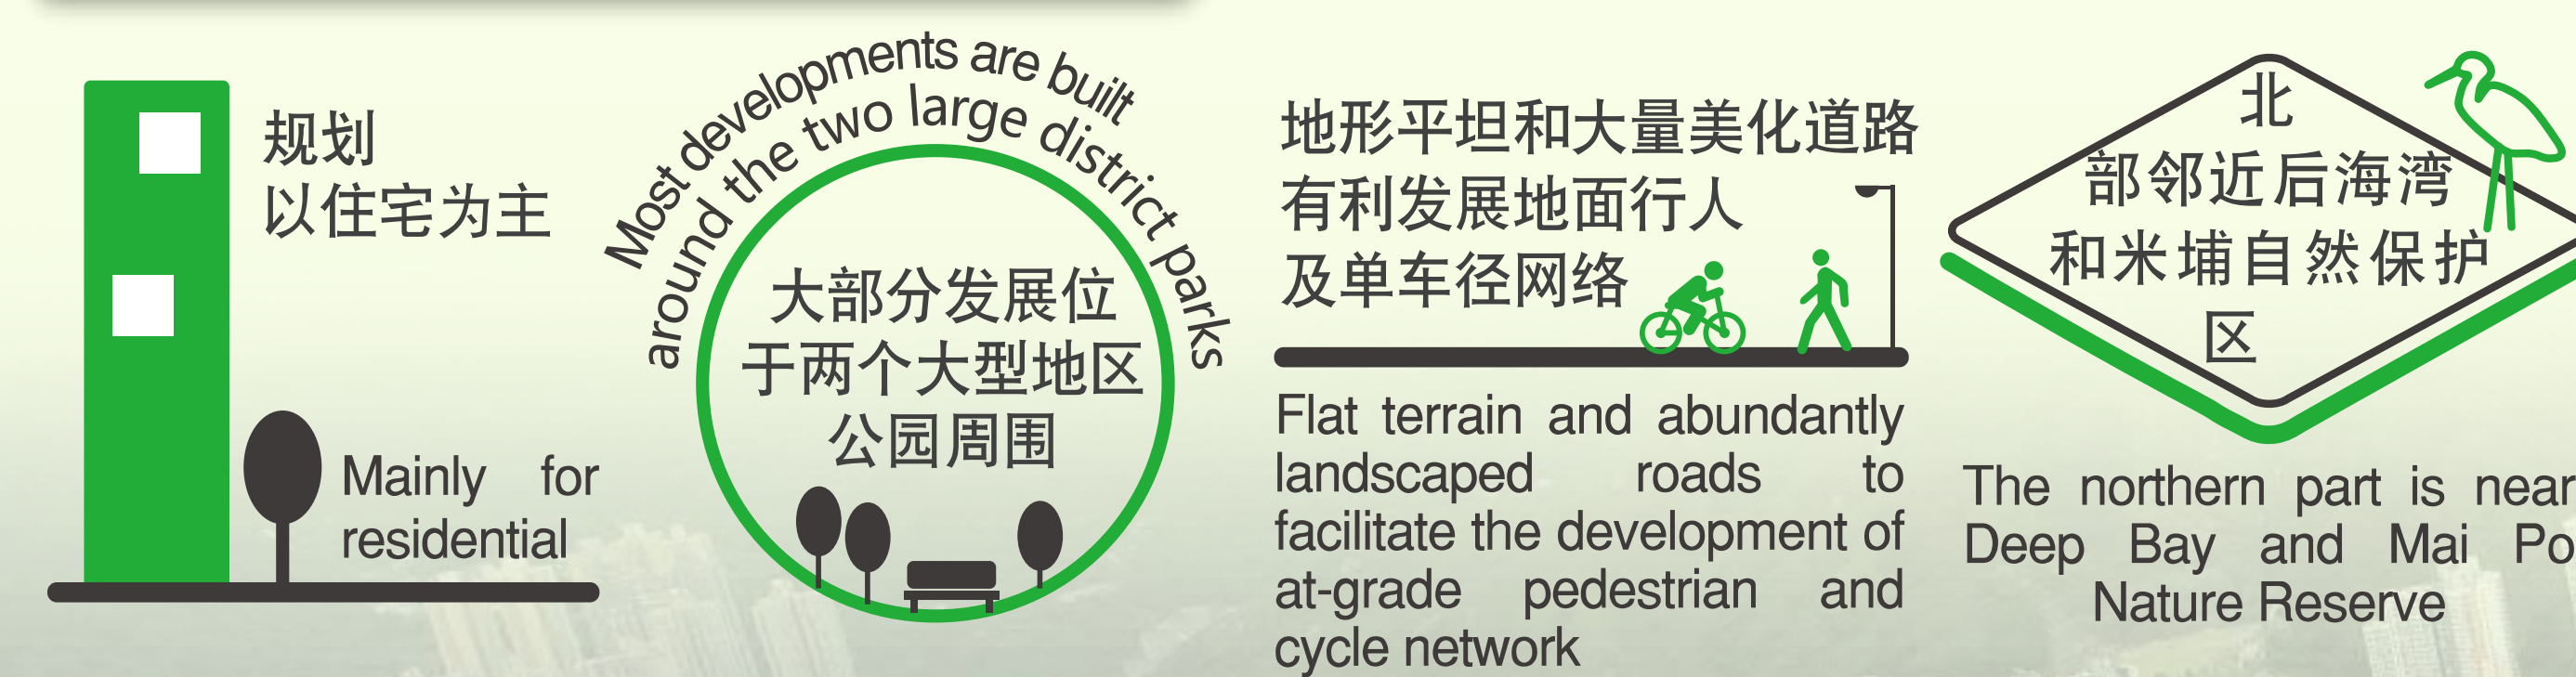 规划
以住宅为主
Mainly for
residential
Most developments are built
around the two large district parks
大部分发展位
于两个大型地区
公园周围
地形平坦和大量美化道路
有利发展地面行人
及单车径网络
Flat terrain and abundantly
landscaped roads to
facilitate the development of
at-grade pedestrian and
cycle network
北
部邻近后海湾
和米埔自然保护
区
The northern part is near
Deep Bay and Mai Po
Nature Reserve